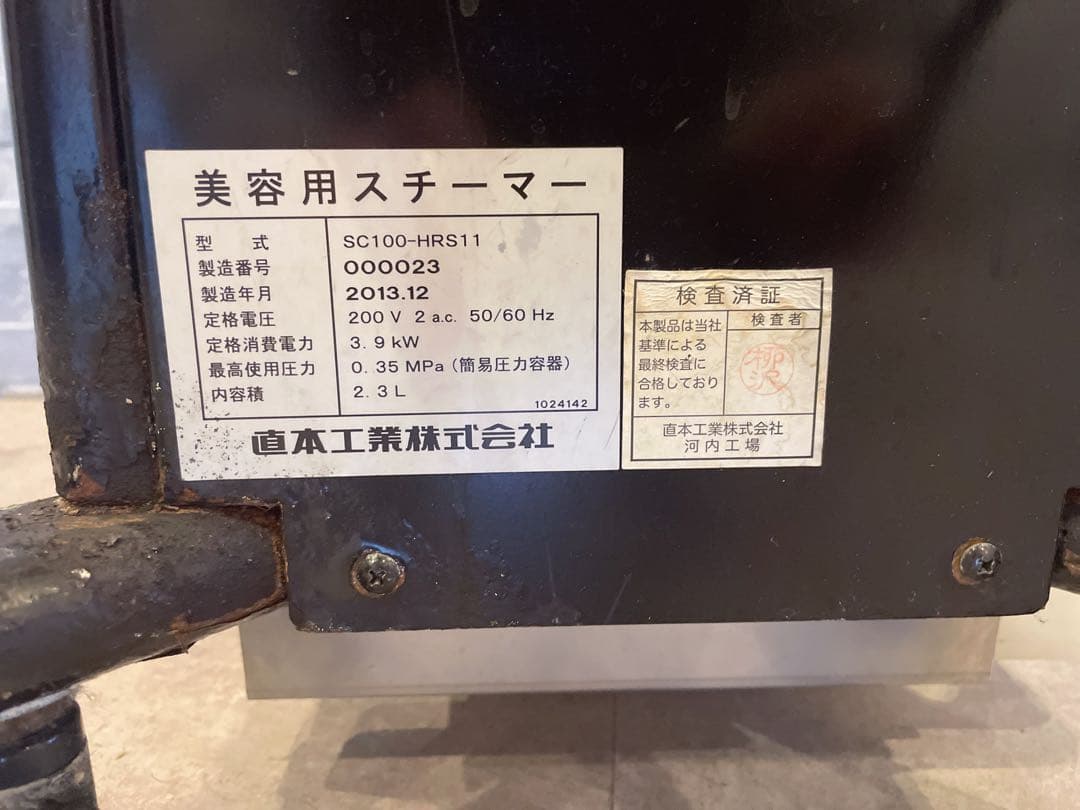 美容用スチーマー
型 式 SC100-HRS11
製造番号 000023
製造年月 2013.12
定格電圧 200 V 2 a.c. 50/60 Hz
定格消費電力 3.9 kW
最高使用圧力 0.35 MPa (簡易圧力容器)
内容積 2.3 L
1024142
直本工業株式会社
検査済証
本製品は当社
基準による
最終検査に
合格しており
ます。
検査者
柳沢
直本工業株式会社
河内工場